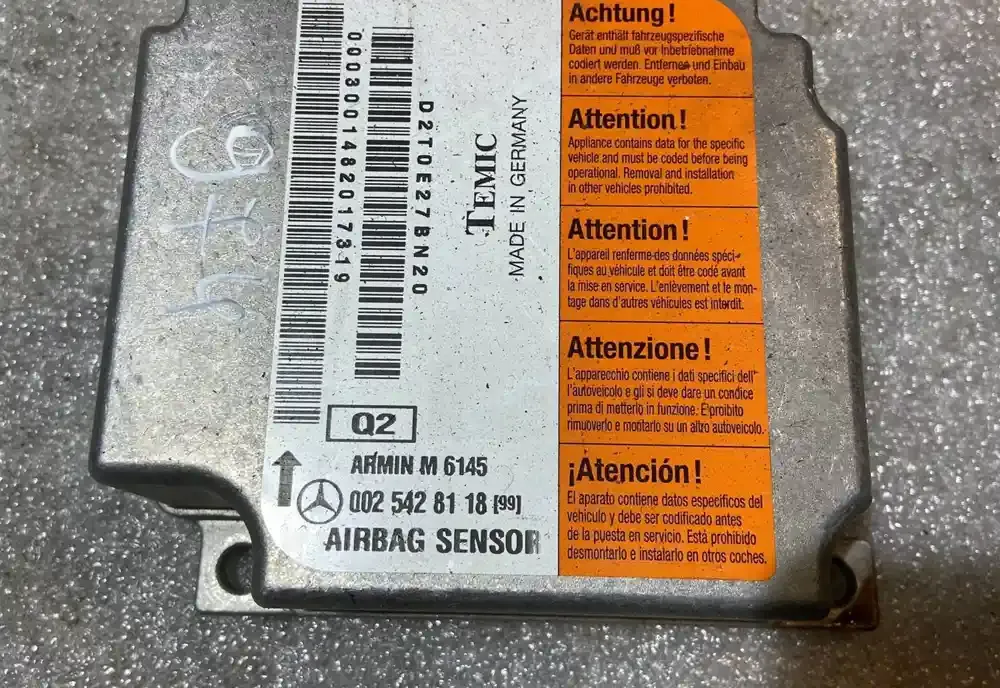 0003001482017319
D2T0E27BN20
TEMIC
MADE IN GERMANY
Q2
ARMIN M 6145
002 542 81 18 [99]
AIRBAG SENSOR
Achtung!
Gerät enthält fahrzeugspezifische
Daten und muß vor Inbetriebnahme
codiert werden. Entfernen und Einbau
in andere Fahrzeuge verboten.
Attention!
Appliance contains data for the specific
vehicle and must be coded before being
operational. Removal and installation
in other vehicles prohibited.
Attention!
L'appareil renferme des données spéci-
fiques au véhicule et doit être codé avant
la mise en service. L'enlèvement et le mon-
tage dans d'autres véhicules est interdit.
Attenzione!
L'apparecchio contiene i dati specifici dell'
l'autoveicolo e gli si deve dare un condice
prima di metterlo in funzione. E'proibito
rimuoverlo e montarlo su un altro autoveicolo.
¡Atención!
El aparato contiene datos especificos del
vehículo y debe ser codificado antes
de la puesta en servicio. Está prohibido
desmontarlo e instalarlo en otros coches.